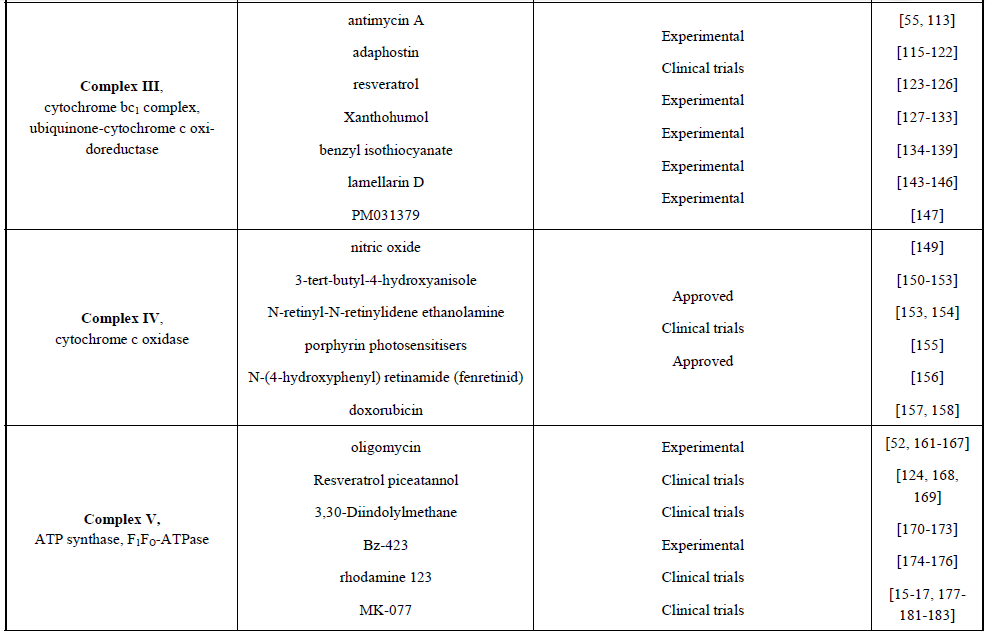 Complex III,
cytochrome bc1 complex,
ubiquinone-cytochrome c oxi-
doreductase
antimycin A
adaphostin
resveratrol
Xanthohumol
benzyl isothiocyanate
lamellarin D
PM031379
Experimental
Clinical trials
Experimental
Experimental
Experimental
Experimental
[55, 113]
[115-122]
[123-126]
[127-133]
[134-139]
[143-146]
[147]
Complex IV,
cytochrome c oxidase
nitric oxide
3-tert-butyl-4-hydroxyanisole
N-retinyl-N-retinylidene ethanolamine
porphyrin photosensitisers
N-(4-hydroxyphenyl) retinamide (fenretinid)
doxorubicin
Approved
Clinical trials
Approved
[149]
[150-153]
[153, 154]
[155]
[156]
[157, 158]
Complex V,
ATP synthase, F1FO-ATPase
oligomycin
Resveratrol piceatannol
3,30-Diindolylmethane
Bz-423
rhodamine 123
MK-077
Experimental
Clinical trials
Clinical trials
Experimental
Clinical trials
Clinical trials
[52, 161-167]
[124, 168,
169]
[170-173]
[174-176]
[15-17, 177-
181-183]